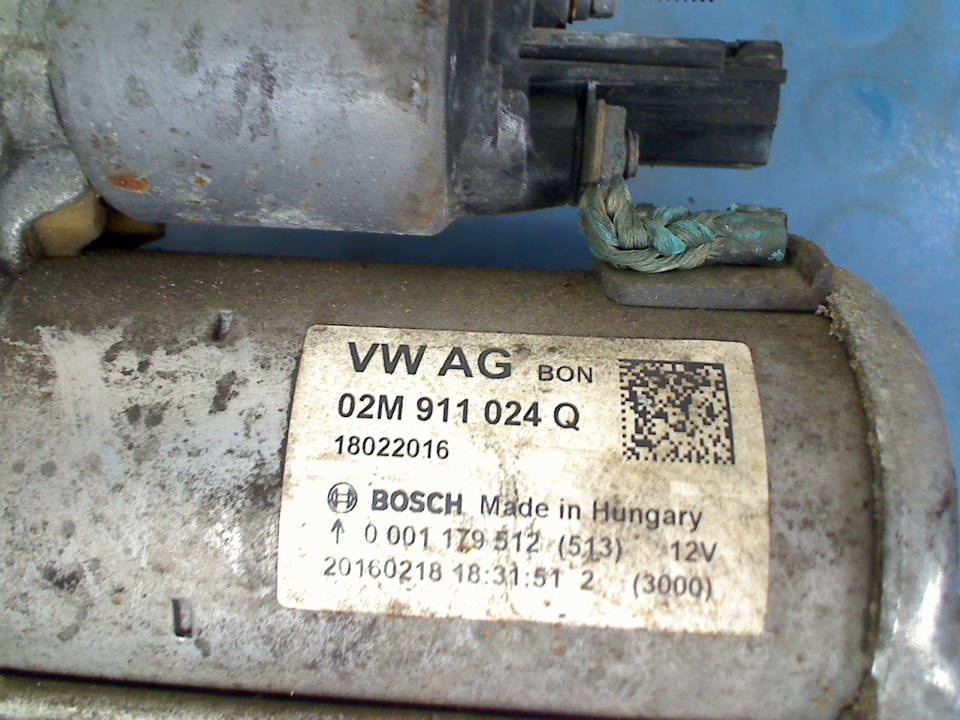 VW AG BON
02M 911 024 Q
18022016
BOSCH Made in Hungary
0 001 179 512 (513) 12V
20160218 18:31:51 2 (3000)